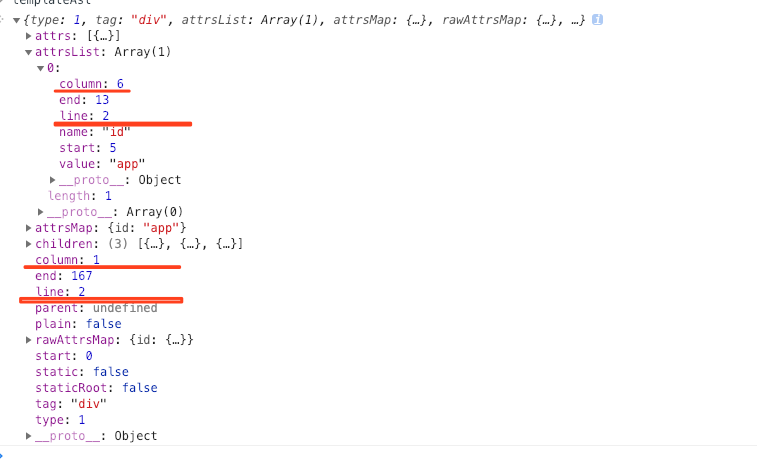 templateAst
{type: 1, tag: "div", attrsList: Array(1), attrsMap: {…}, rawAttrsMap: {…}, …}
attrs: [{…}]
attrsList: Array(1)
0:
column: 6
end: 13
line: 2
name: "id"
start: 5
value: "app"
__proto__: Object
length: 1
__proto__: Array(0)
attrsMap: {id: "app"}
children: (3) [{…}, {…}, {…}]
column: 1
end: 167
line: 2
parent: undefined
plain: false
rawAttrsMap: {id: {…}}
start: 0
static: false
staticRoot: false
tag: "div"
type: 1
__proto__: Object